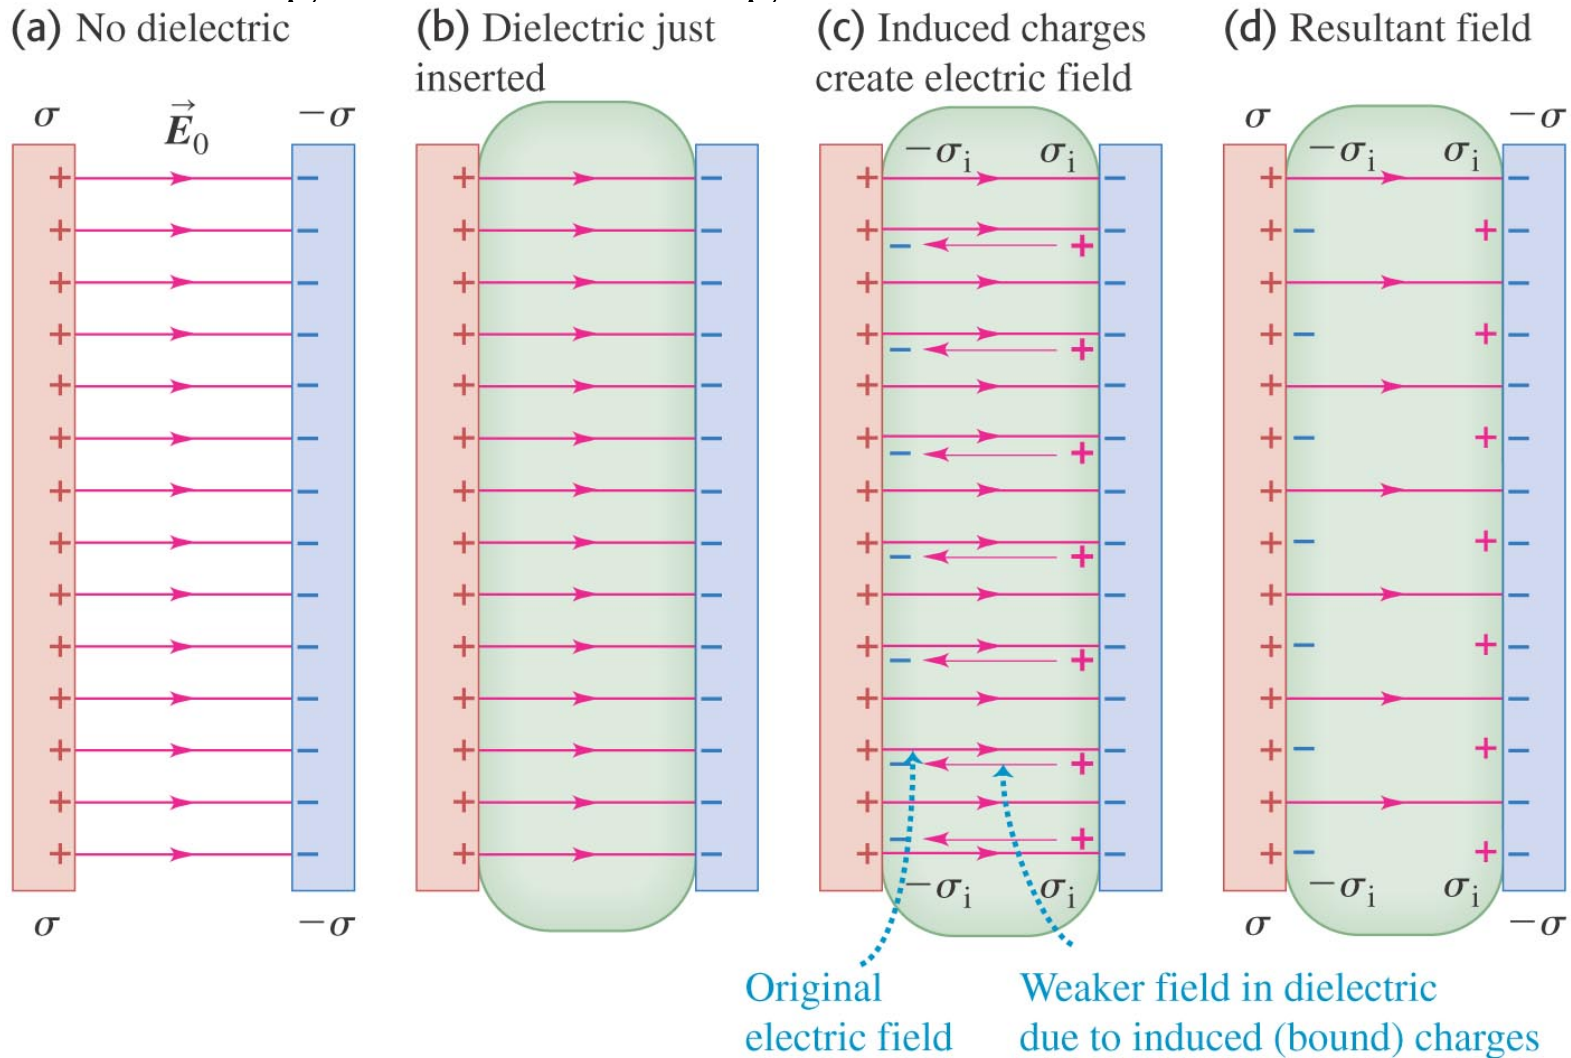 (a) No dielectric
(b) Dielectric just
inserted
(c) Induced charges
create electric field
(d) Resultant field
σ
E⃗₀
−σ
σ
−σ
−σᵢ
σᵢ
−σᵢ
σᵢ
σ
−σ
−σᵢ
σᵢ
−σᵢ
σᵢ
σ
−σ
σ
−σ
Original
electric field
Weaker field in dielectric
due to induced (bound) charges